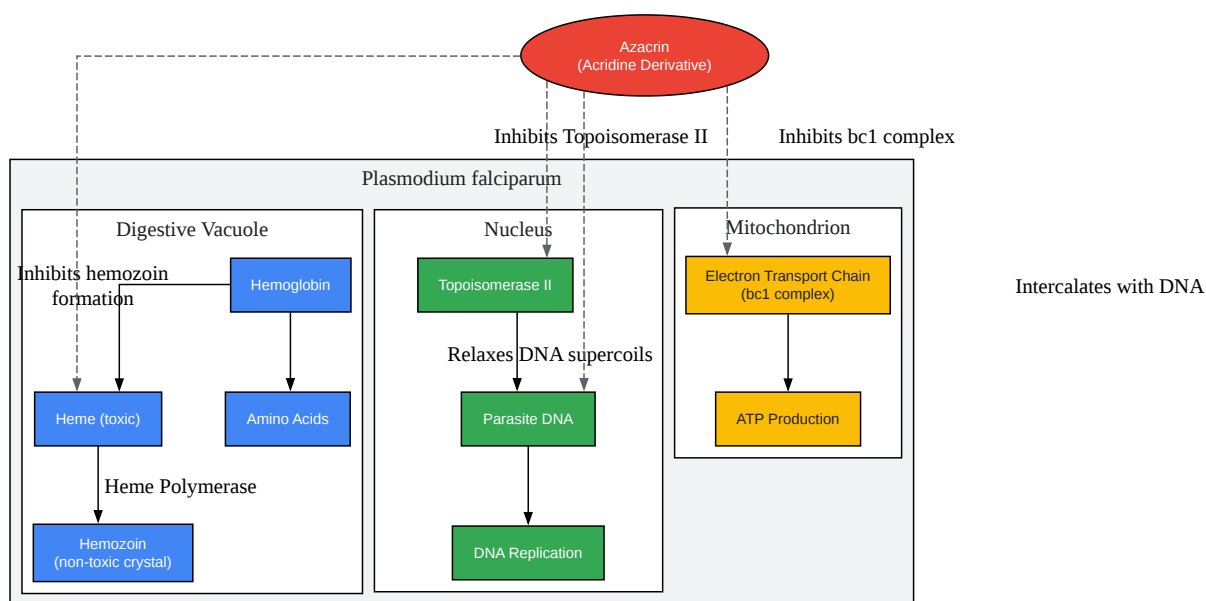 Azacrin
(Acridine Derivative)
Inhibits Topoisomerase II
Inhibits bc1 complex
Plasmodium falciparum
Digestive Vacuole
Nucleus
Mitochondrion
Inhibits hemozoin
formation
Hemoglobin
Topoisomerase II
Electron Transport Chain
(bc1 complex)
Intercalates with DNA
Relaxes DNA supercoils
Heme (toxic)
Amino Acids
Parasite DNA
ATP Production
Heme Polymerase
Hemozoin
(non-toxic crystal)
DNA Replication